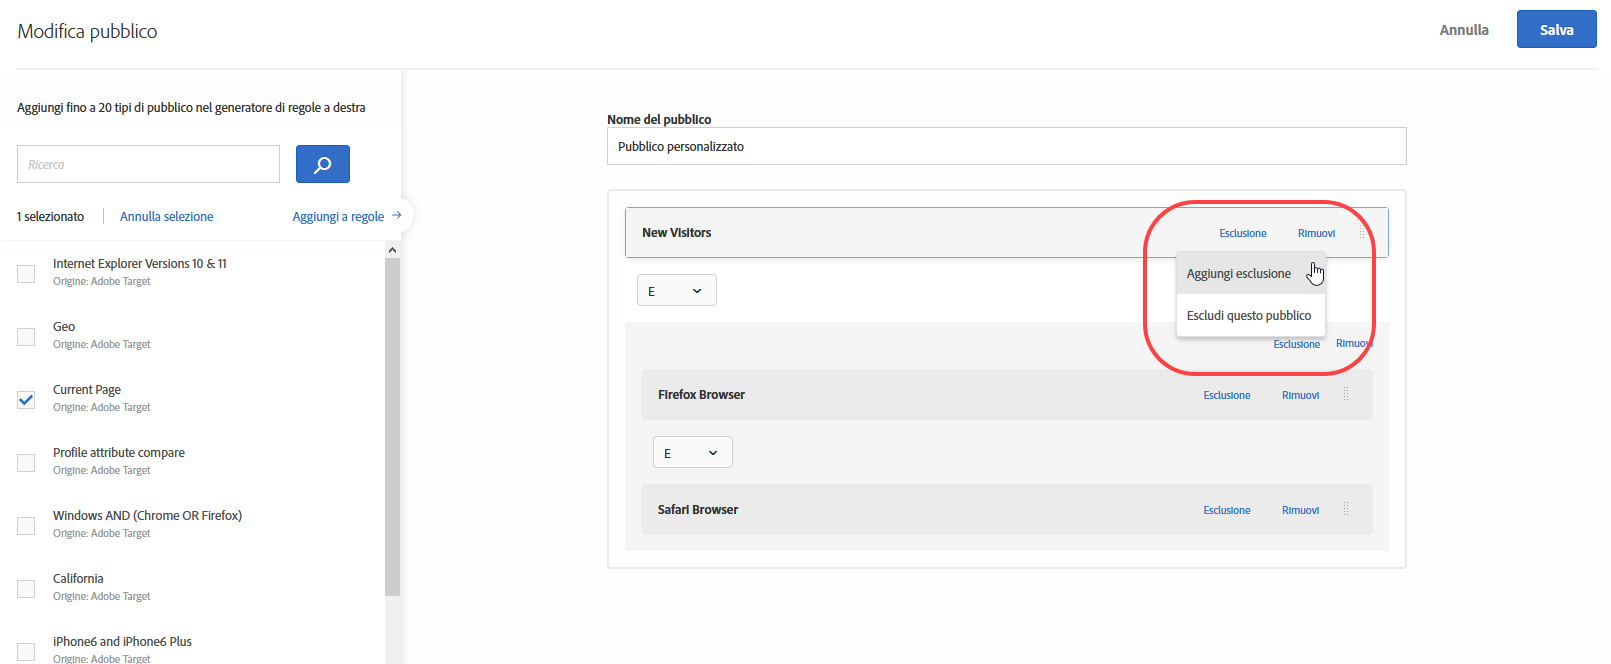 Modifica pubblico
Annulla
Salva
Aggiungi fino a 20 tipi di pubblico nel generatore di regole a destra
Ricerca
1 selezionato
Annulla selezione
Aggiungi a regole
Internet Explorer Versions 10 & 11
Origine: Adobe Target
Geo
Origine: Adobe Target
Current Page
Origine: Adobe Target
Profile attribute compare
Origine: Adobe Target
Windows AND (Chrome OR Firefox)
Origine: Adobe Target
California
Origine: Adobe Target
iPhone6 and iPhone6 Plus
Origine: Adobe Target
Nome del pubblico
Pubblico personalizzato
New Visitors
Esclusione
Rimuovi
Aggiungi esclusione
Escludi questo pubblico
E
Esclusione
Rimuovi
Firefox Browser
Esclusione
Rimuovi
E
Safari Browser
Esclusione
Rimuovi